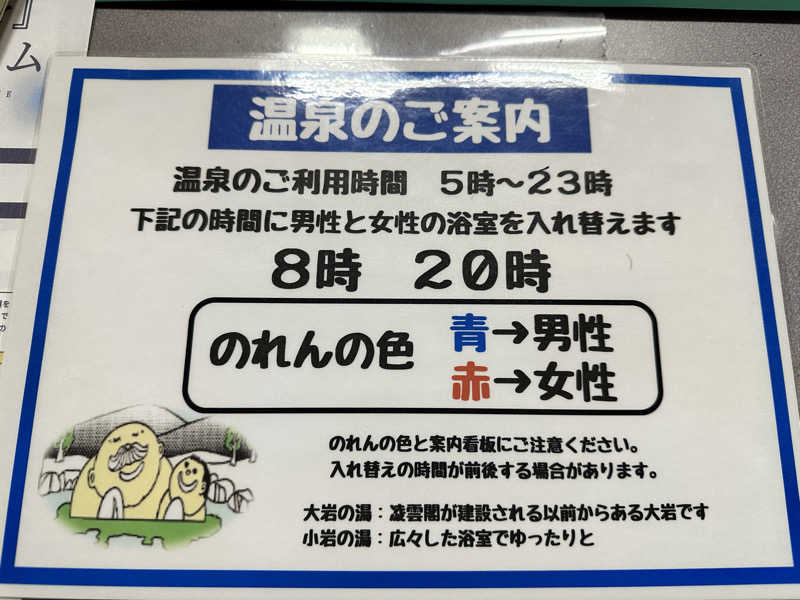 ム
温泉のご案内
温泉のご利用時間　５時～２３時
下記の時間に男性と女性の浴室を入れ替えます
８時　２０時
のれんの色
青→男性
赤→女性
のれんの色と案内看板にご注意ください。
入れ替えの時間が前後する場合があります。
大岩の湯：凌雲閣が建設される以前からある大岩です
小岩の湯：広々した浴室でゆったりと